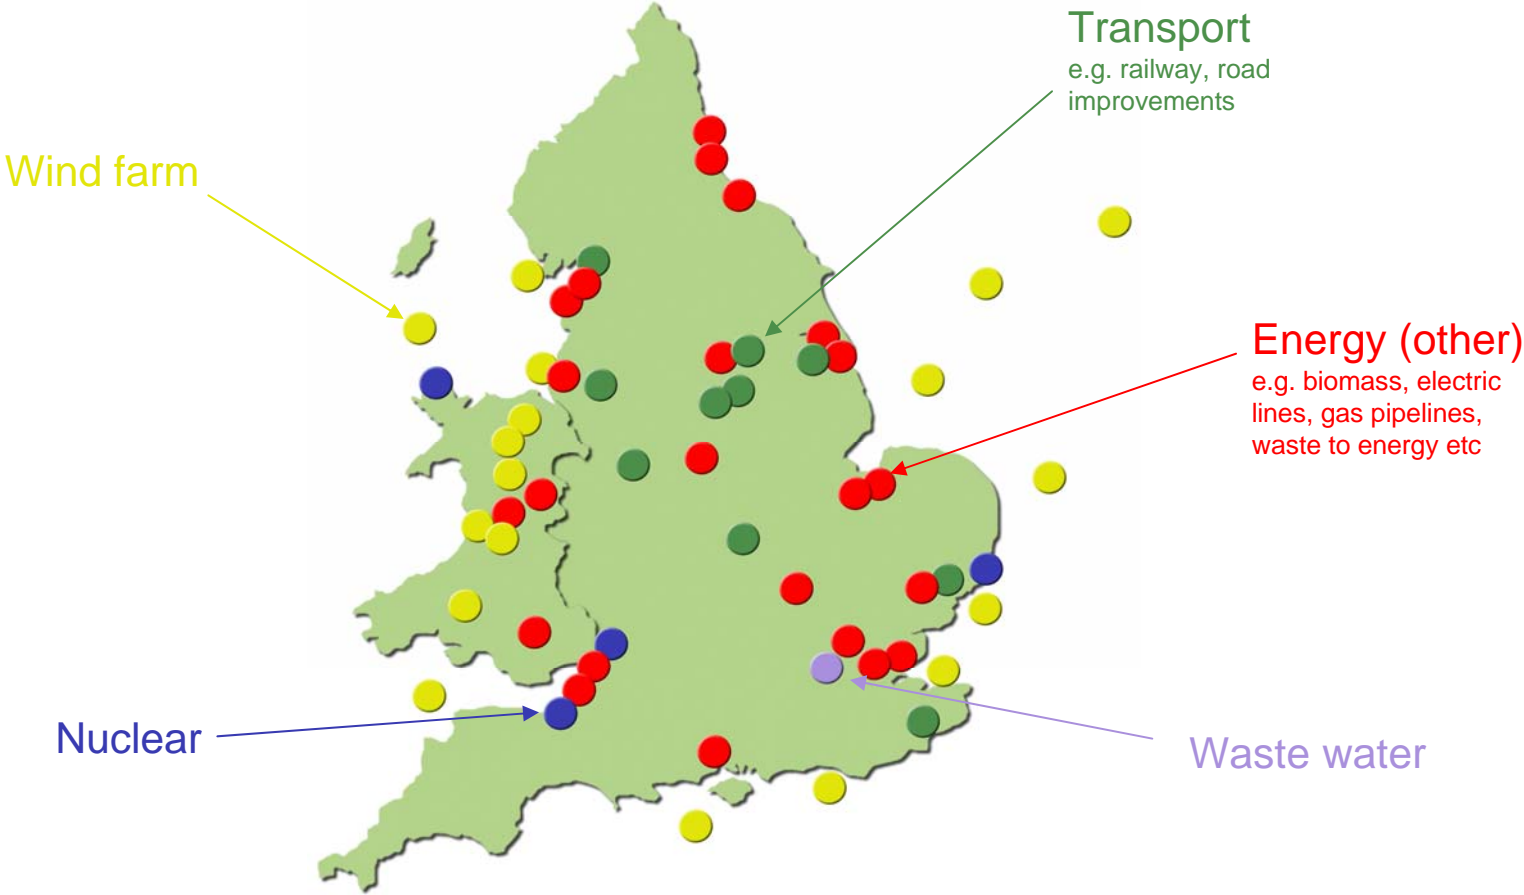 Transport
e.g. railway, road
improvements
Wind farm
Energy (other)
e.g. biomass, electric
lines, gas pipelines,
waste to energy etc
Nuclear
Waste water